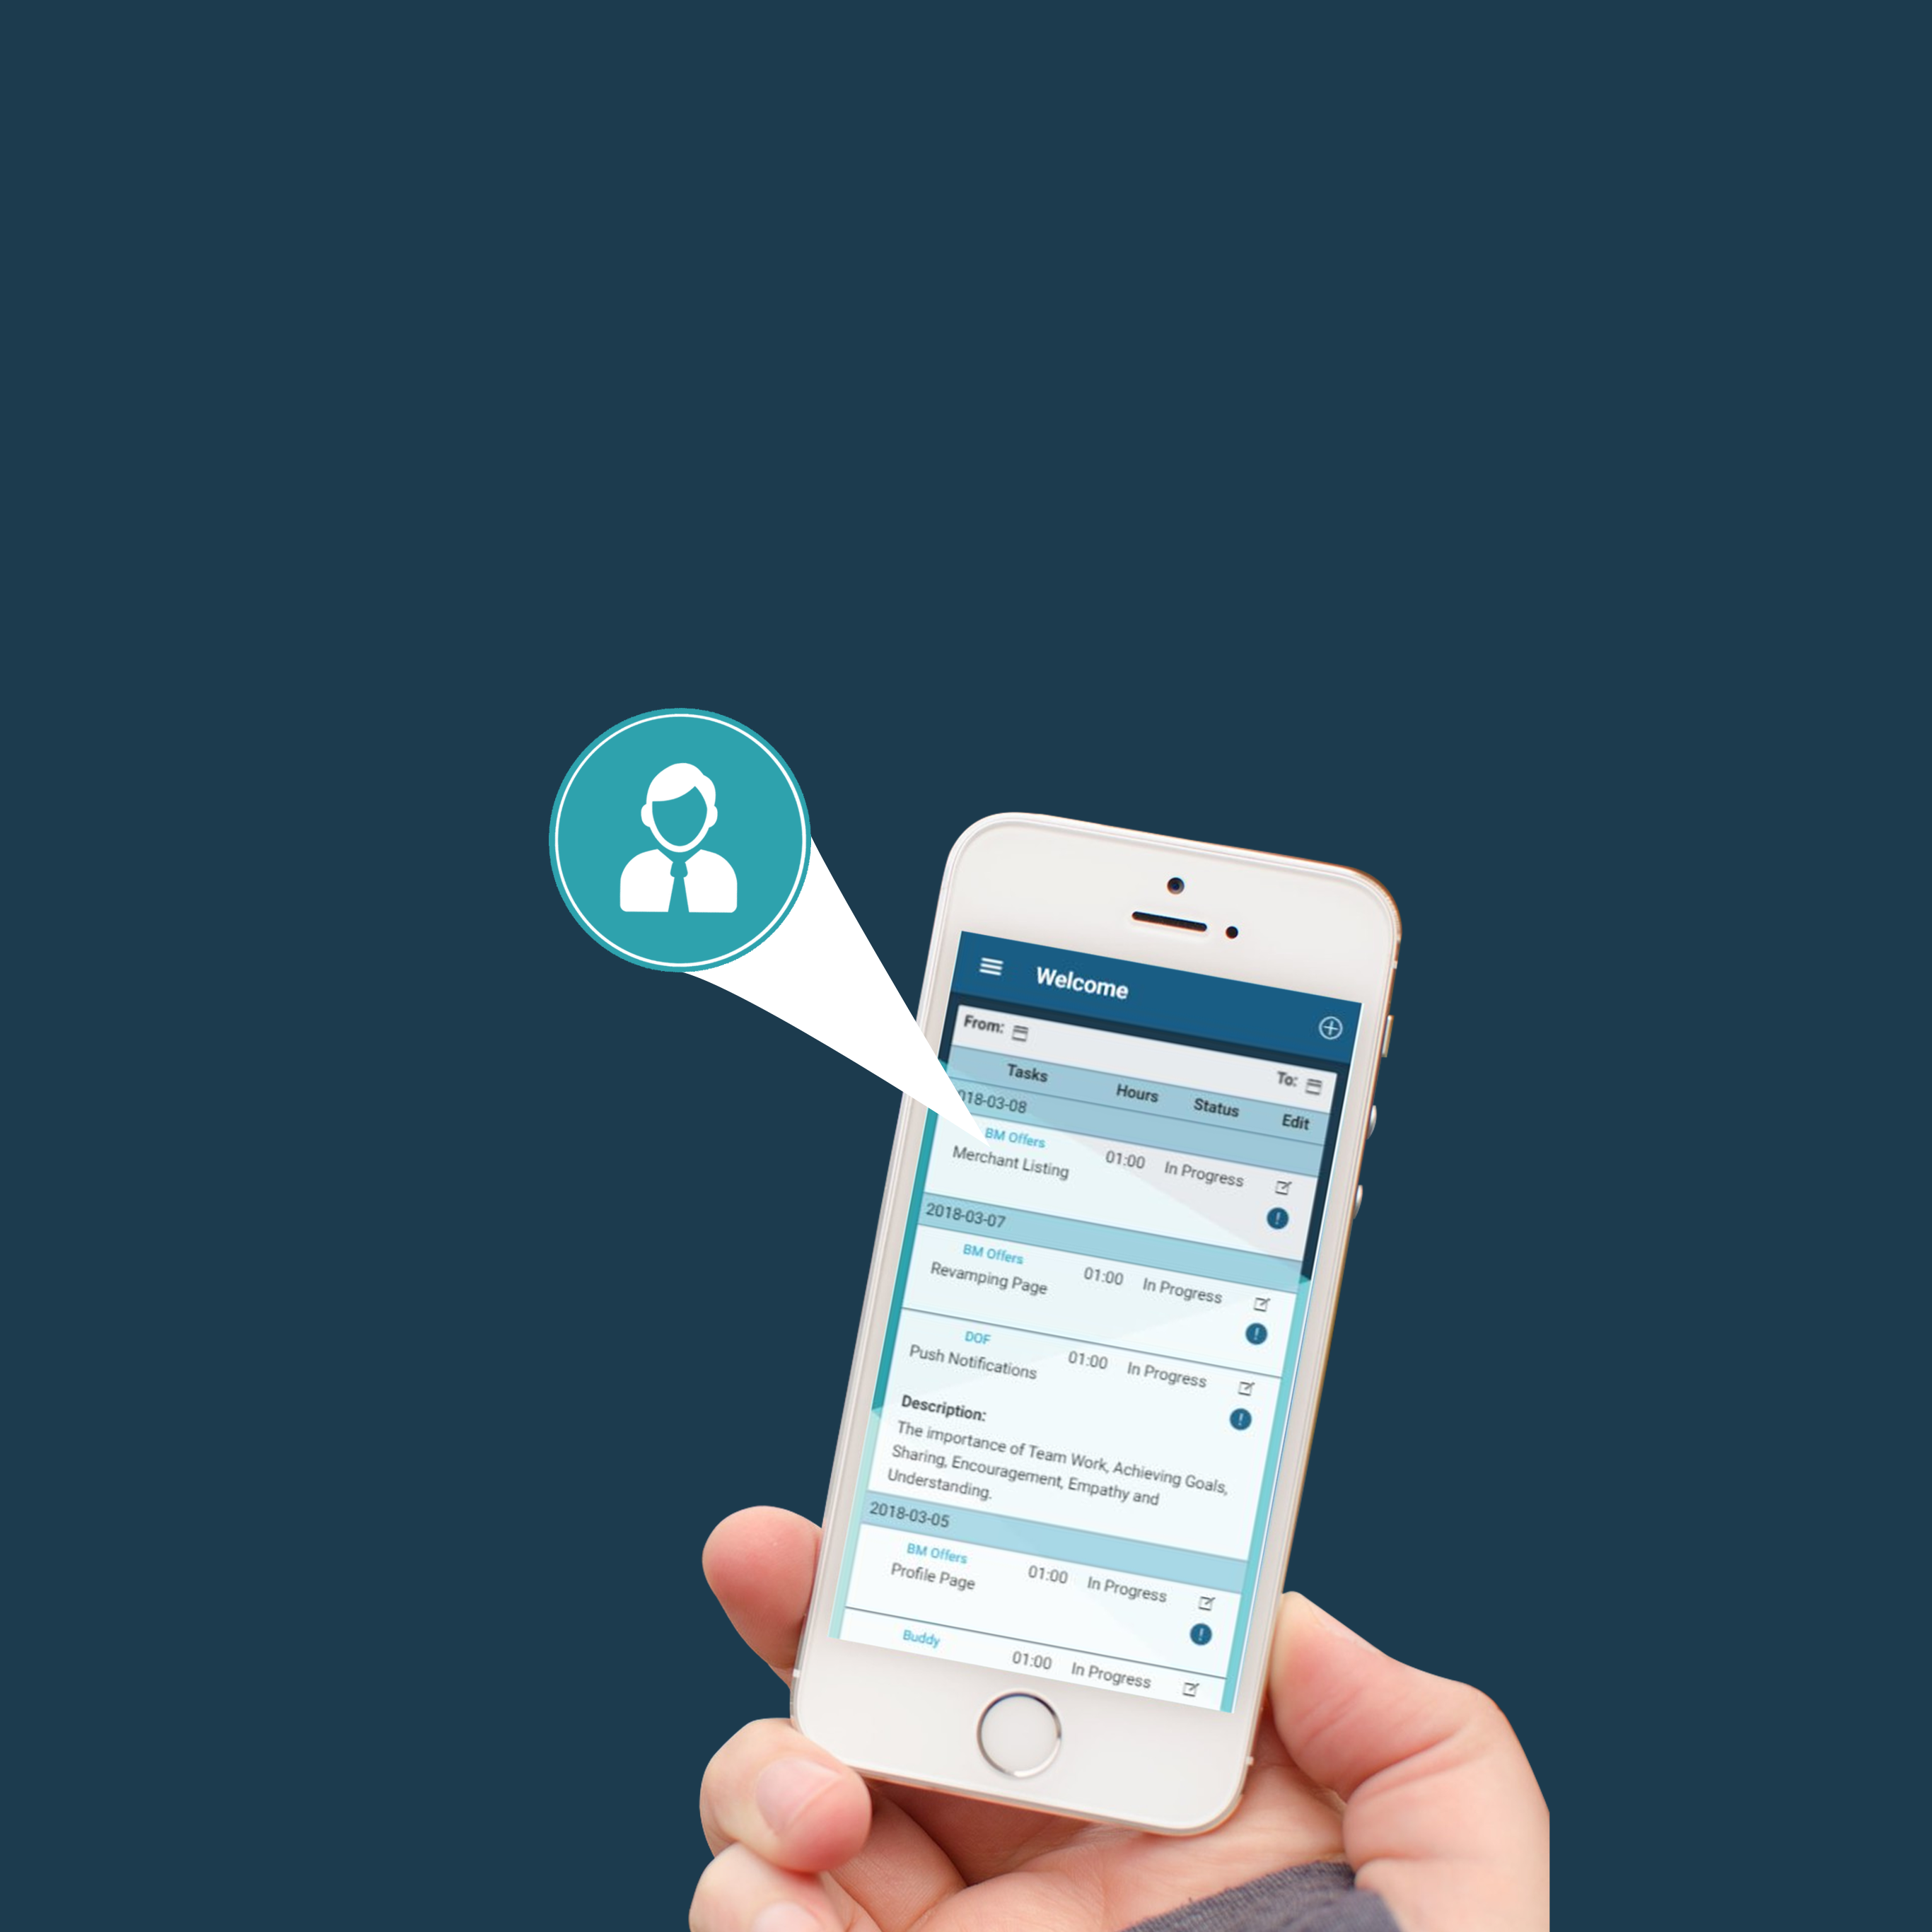 Welcome
From:
To:
Tasks Hours Status Edit
018-03-08
BM Offers
Merchant Listing 01:00 In Progress
2018-03-07
BM Offers
Revamping Page 01:00 In Progress
DOF
Push Notifications 01:00 In Progress
Description:
The importance of Team Work, Achieving Goals,
Sharing, Encouragement, Empathy and
Understanding.
2018-03-05
BM Offers
Profile Page 01:00 In Progress
Buddy
01:00 In Progress